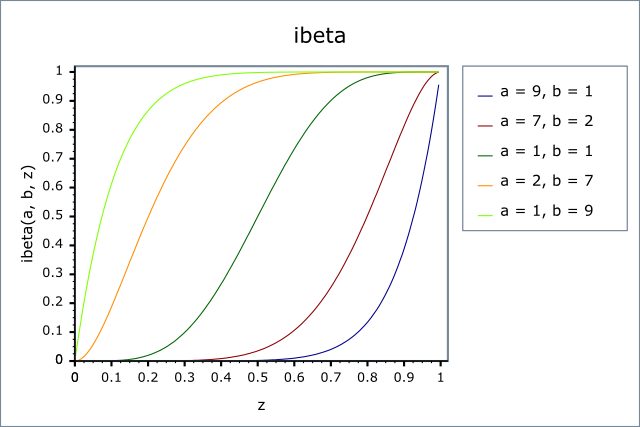 ibeta
ibeta(a, b, z)
1
0.9
0.8
0.7
0.6
0.5
0.4
0.3
0.2
0.1
0
0 0.1 0.2 0.3 0.4 0.5 0.6 0.7 0.8 0.9 1
z
a = 9, b = 1
a = 7, b = 2
a = 1, b = 1
a = 2, b = 7
a = 1, b = 9